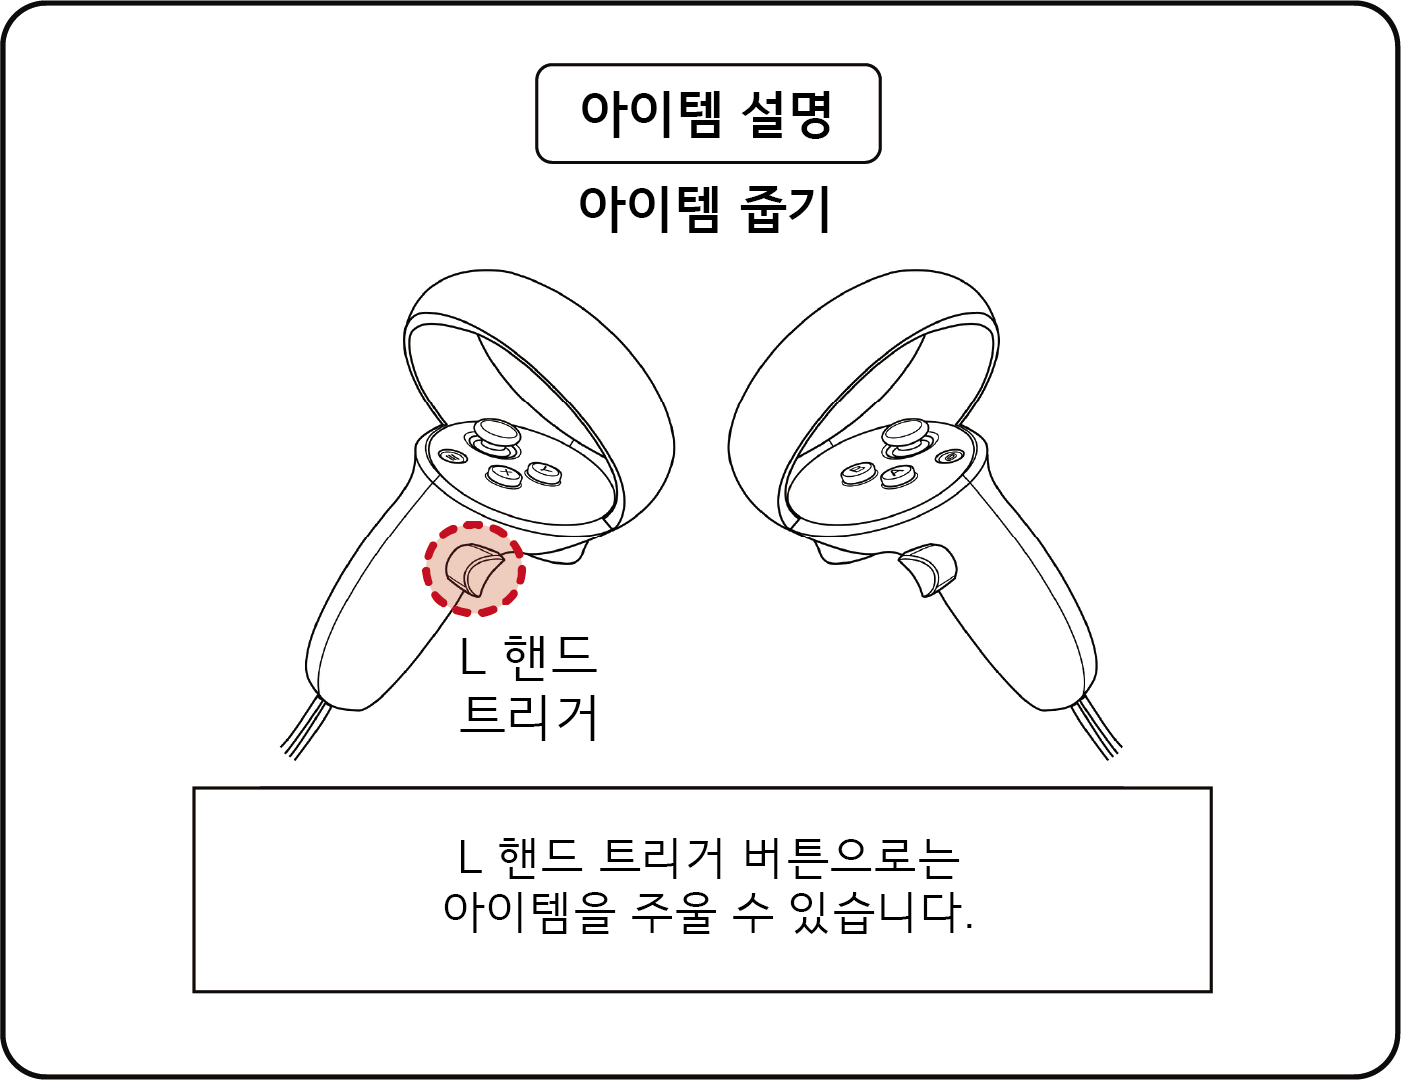 아이템 설명
아이템 줍기
X Y
B A
L 핸드
트리거
L 핸드 트리거 버튼으로는
아이템을 주울 수 있습니다.